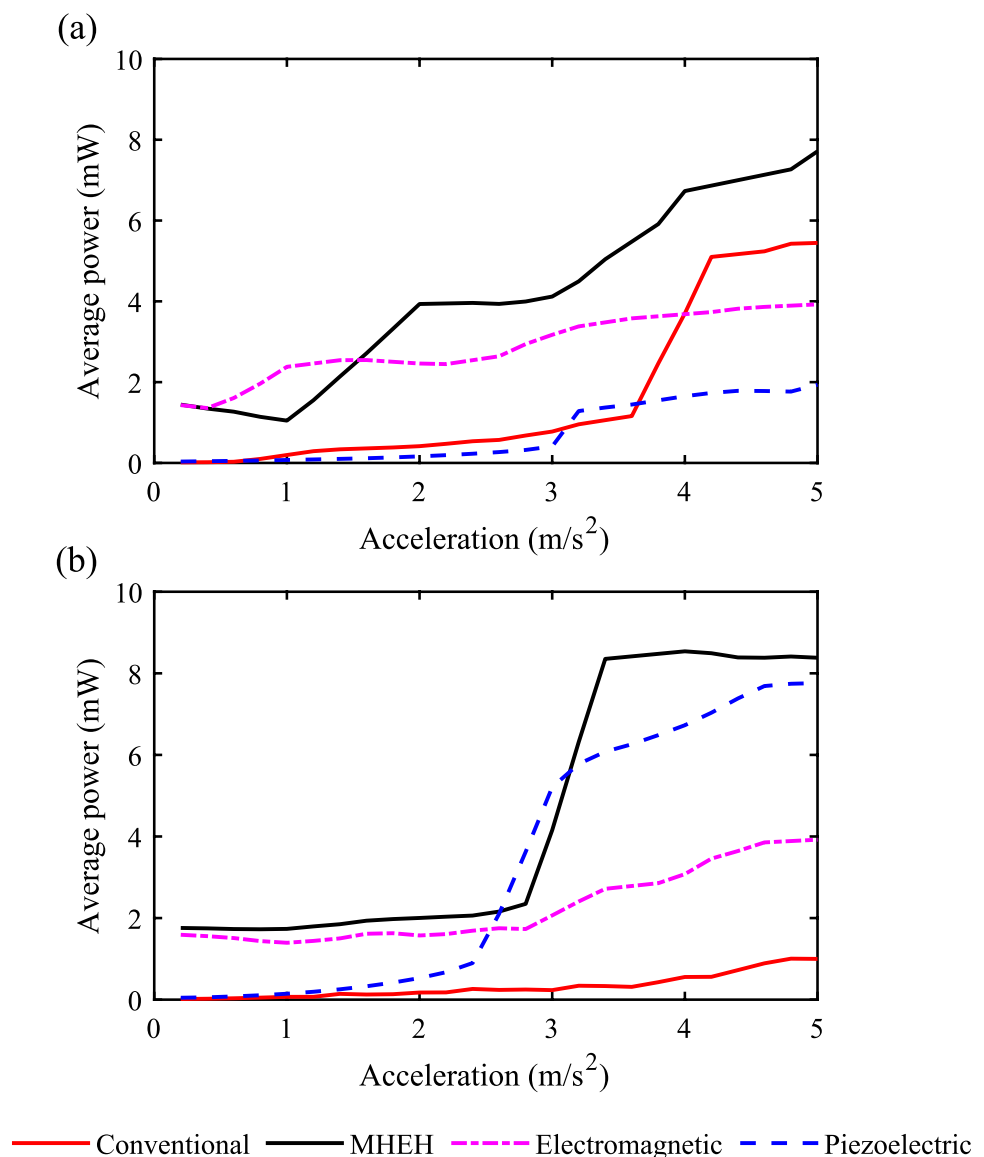 (a)
10
8
6
4
2
0
Average power (mW)
0 1 2 3 4 5
Acceleration (m/s²)
(b)
10
8
6
4
2
0
Average power (mW)
0 1 2 3 4 5
Acceleration (m/s²)
Conventional MHEH Electromagnetic Piezoelectric